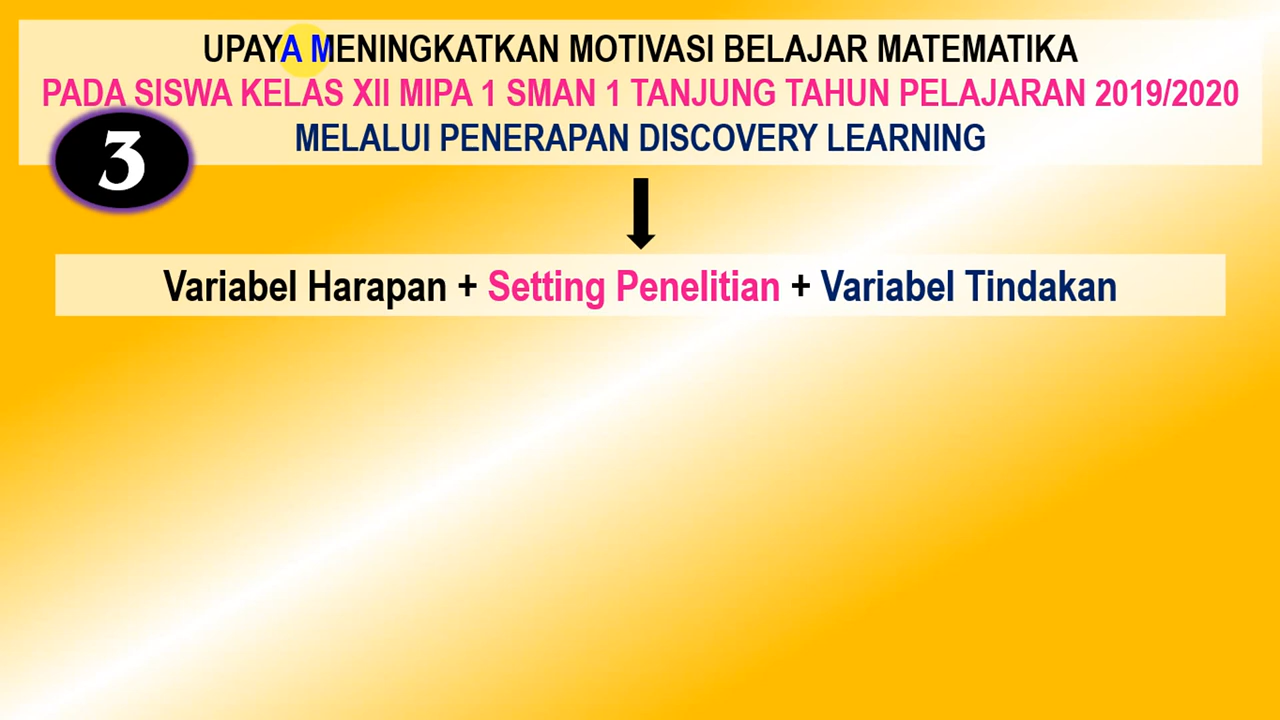 UPAYA MENINGKATKAN MOTIVASI BELAJAR MATEMATIKA
PADA SISWA KELAS XII MIPA 1 SMAN 1 TANJUNG TAHUN PELAJARAN 2019/2020
MELALUI PENERAPAN DISCOVERY LEARNING
3
Variabel Harapan + Setting Penelitian + Variabel Tindakan